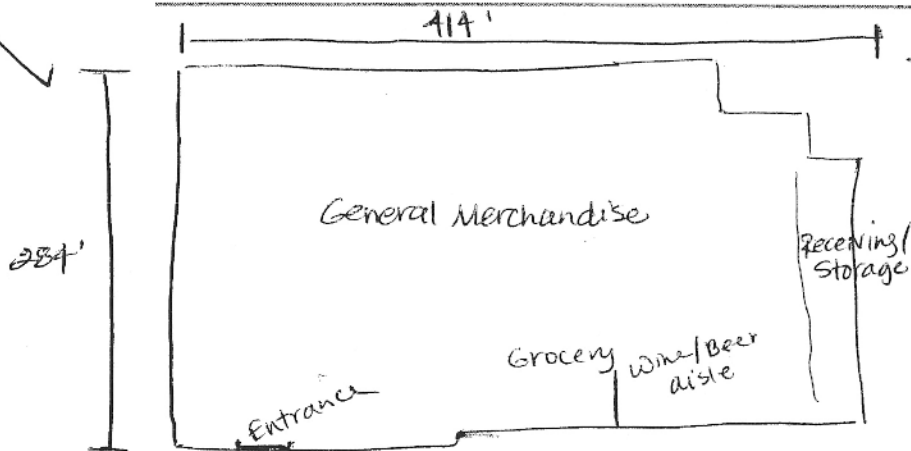 414'
General Merchandise
284'
Receiving/
Storage
Grocery
Wine/Beer
aisle
Entrance